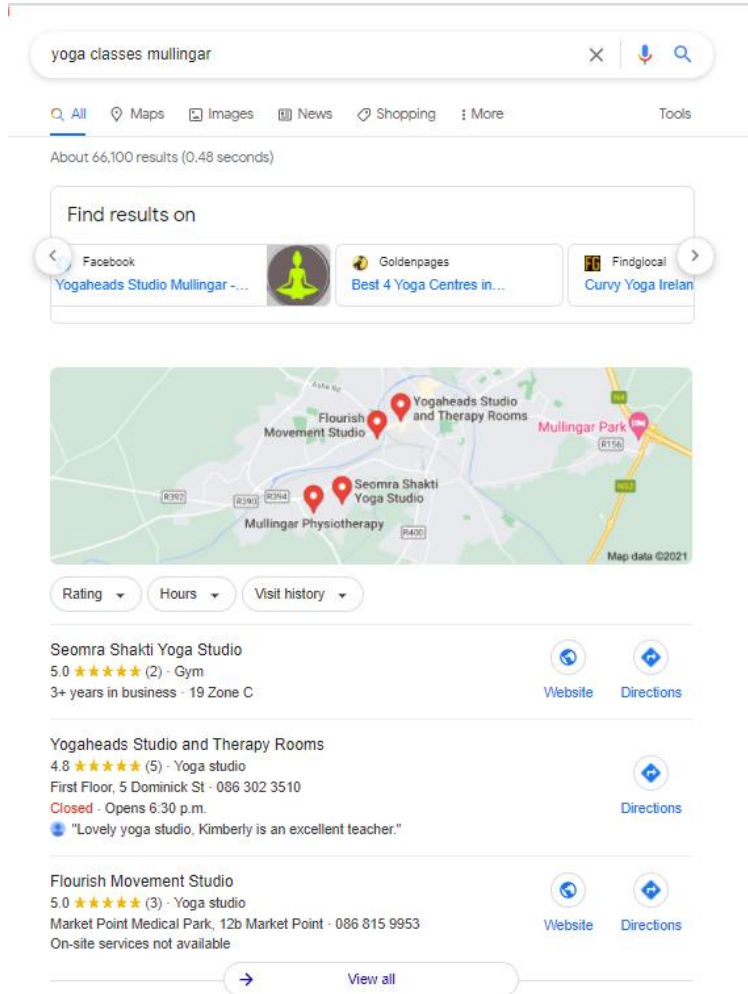 yoga classes mullingar
All Maps Images News Shopping More Tools
About 66,100 results (0.48 seconds)
Find results on
Facebook
Yogaheads Studio Mullingar -...
Goldenpages
Best 4 Yoga Centres in...
Findglocal
Curvy Yoga Irelan
Ashe Rd
Yogaheads Studio
and Therapy Rooms
Flourish
Movement Studio
Mullingar Park
N4
R156
Seomra Shakti
Yoga Studio
R392
R390
R394
N52
Mullingar Physiotherapy
R400
Map data ©2021
Rating Hours Visit history
Seomra Shakti Yoga Studio
5.0 (2) · Gym
3+ years in business · 19 Zone C
Website Directions
Yogaheads Studio and Therapy Rooms
4.8 (5) · Yoga studio
First Floor, 5 Dominick St · 086 302 3510
Closed · Opens 6:30 p.m.
Directions
"Lovely yoga studio, Kimberly is an excellent teacher."
Flourish Movement Studio
5.0 (3) · Yoga studio
Market Point Medical Park, 12b Market Point · 086 815 9953
On-site services not available
Website Directions
View all